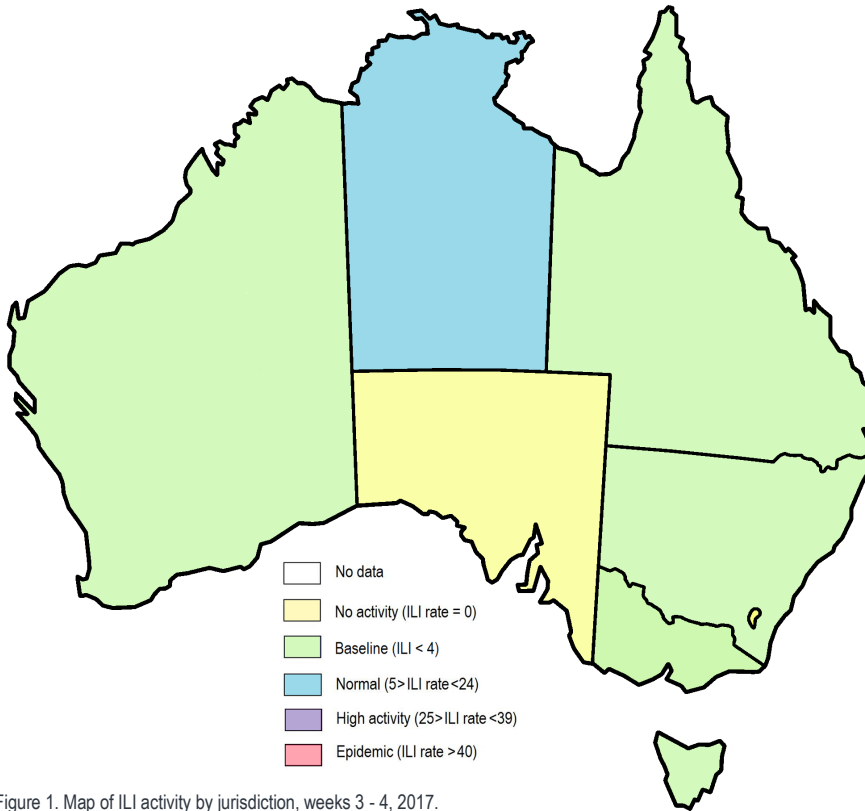 No data
No activity (ILI rate = 0)
Baseline (ILI < 4)
Normal (5>ILI rate<24)
High activity (25>ILI rate<39)
Epidemic (ILI rate >40)
Figure 1. Map of ILI activity by jurisdiction, weeks 3 - 4, 2017.